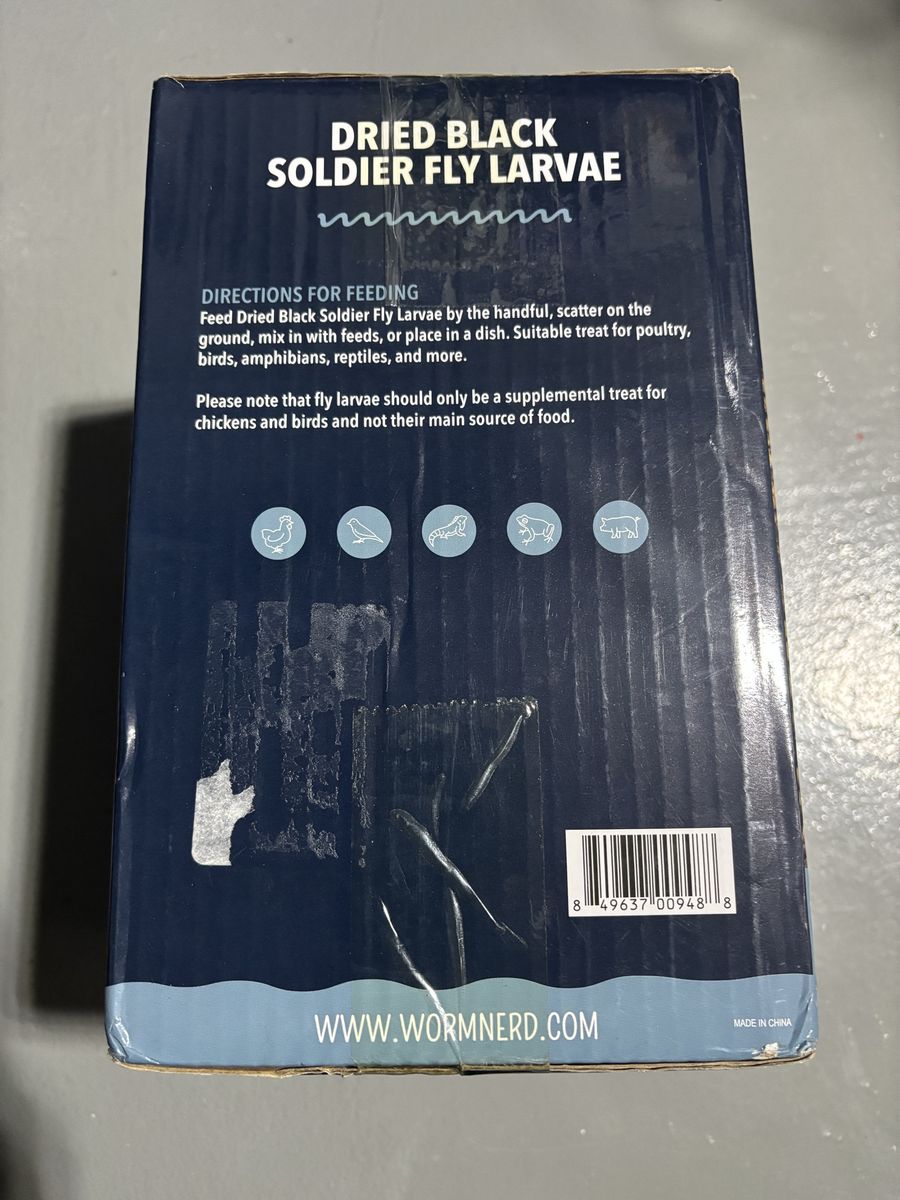 DRIED BLACK
SOLDIER FLY LARVAE
DIRECTIONS FOR FEEDING
Feed Dried Black Soldier Fly Larvae by the handful, scatter on the
ground, mix in with feeds, or place in a dish. Suitable treat for poultry,
birds, amphibians, reptiles, and more.
Please note that fly larvae should only be a supplemental treat for
chickens and birds and not their main source of food.
8 49637 00948 8
WWW.WORMNERD.COM
MADE IN CHINA